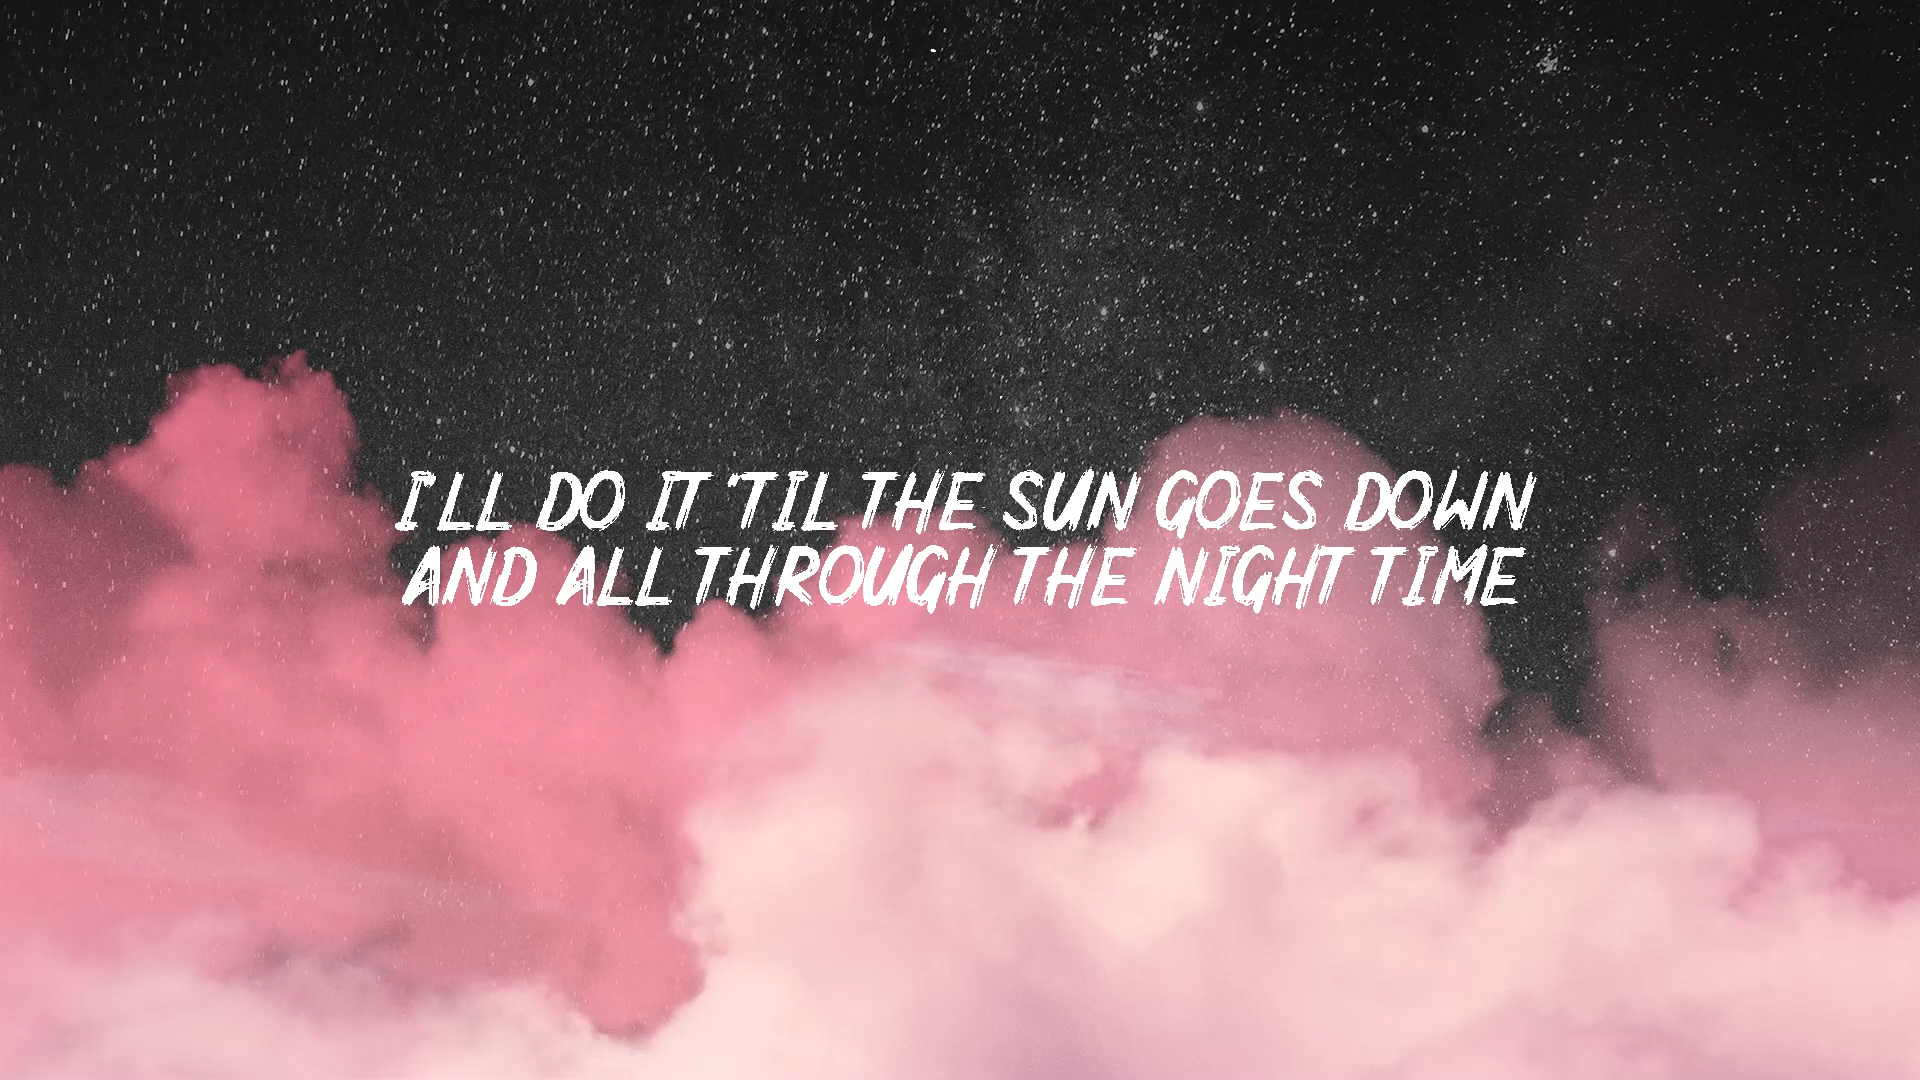 I'LL DO IT 'TIL THE SUN GOES DOWN
AND ALL THROUGH THE NIGHT TIME